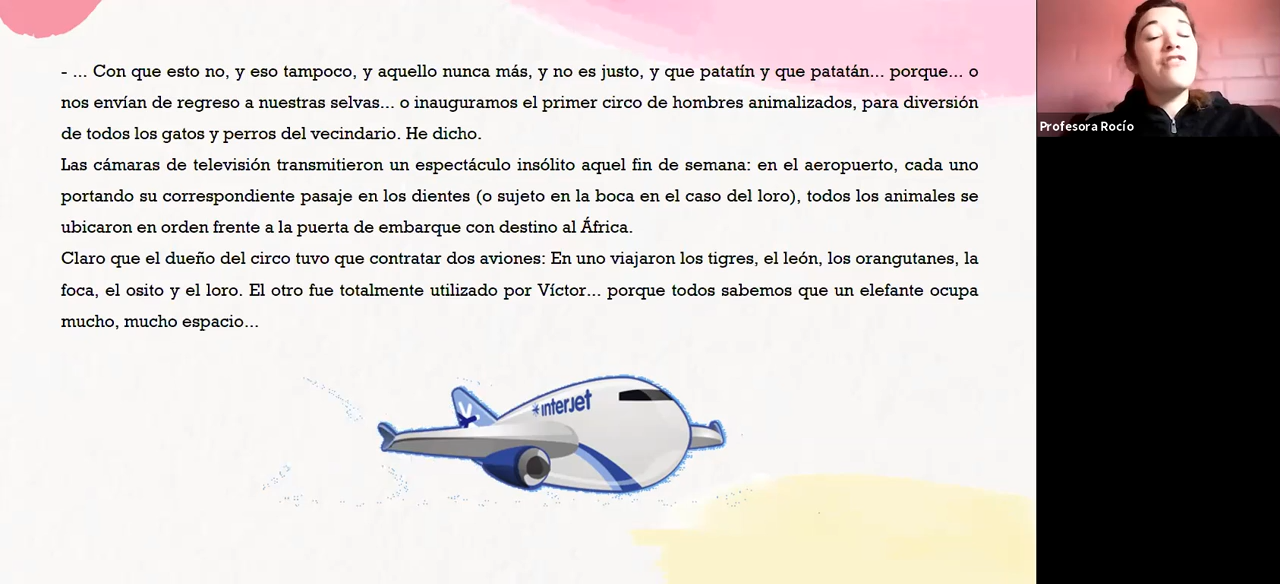 - ... Con que esto no, y eso tampoco, y aquello nunca más, y no es justo, y que patatín y que patatán... porque... o
nos envían de regreso a nuestras selvas... o inauguramos el primer circo de hombres animalizados, para diversión
de todos los gatos y perros del vecindario. He dicho.
Las cámaras de televisión transmitieron un espectáculo insólito aquel fin de semana: en el aeropuerto, cada uno
portando su correspondiente pasaje en los dientes (o sujeto en la boca en el caso del loro), todos los animales se
ubicaron en orden frente a la puerta de embarque con destino al África.
Claro que el dueño del circo tuvo que contratar dos aviones: En uno viajaron los tigres, el león, los orangutanes, la
foca, el osito y el loro. El otro fue totalmente utilizado por Víctor... porque todos sabemos que un elefante ocupa
mucho, mucho espacio...
interjet
Profesora Rocío